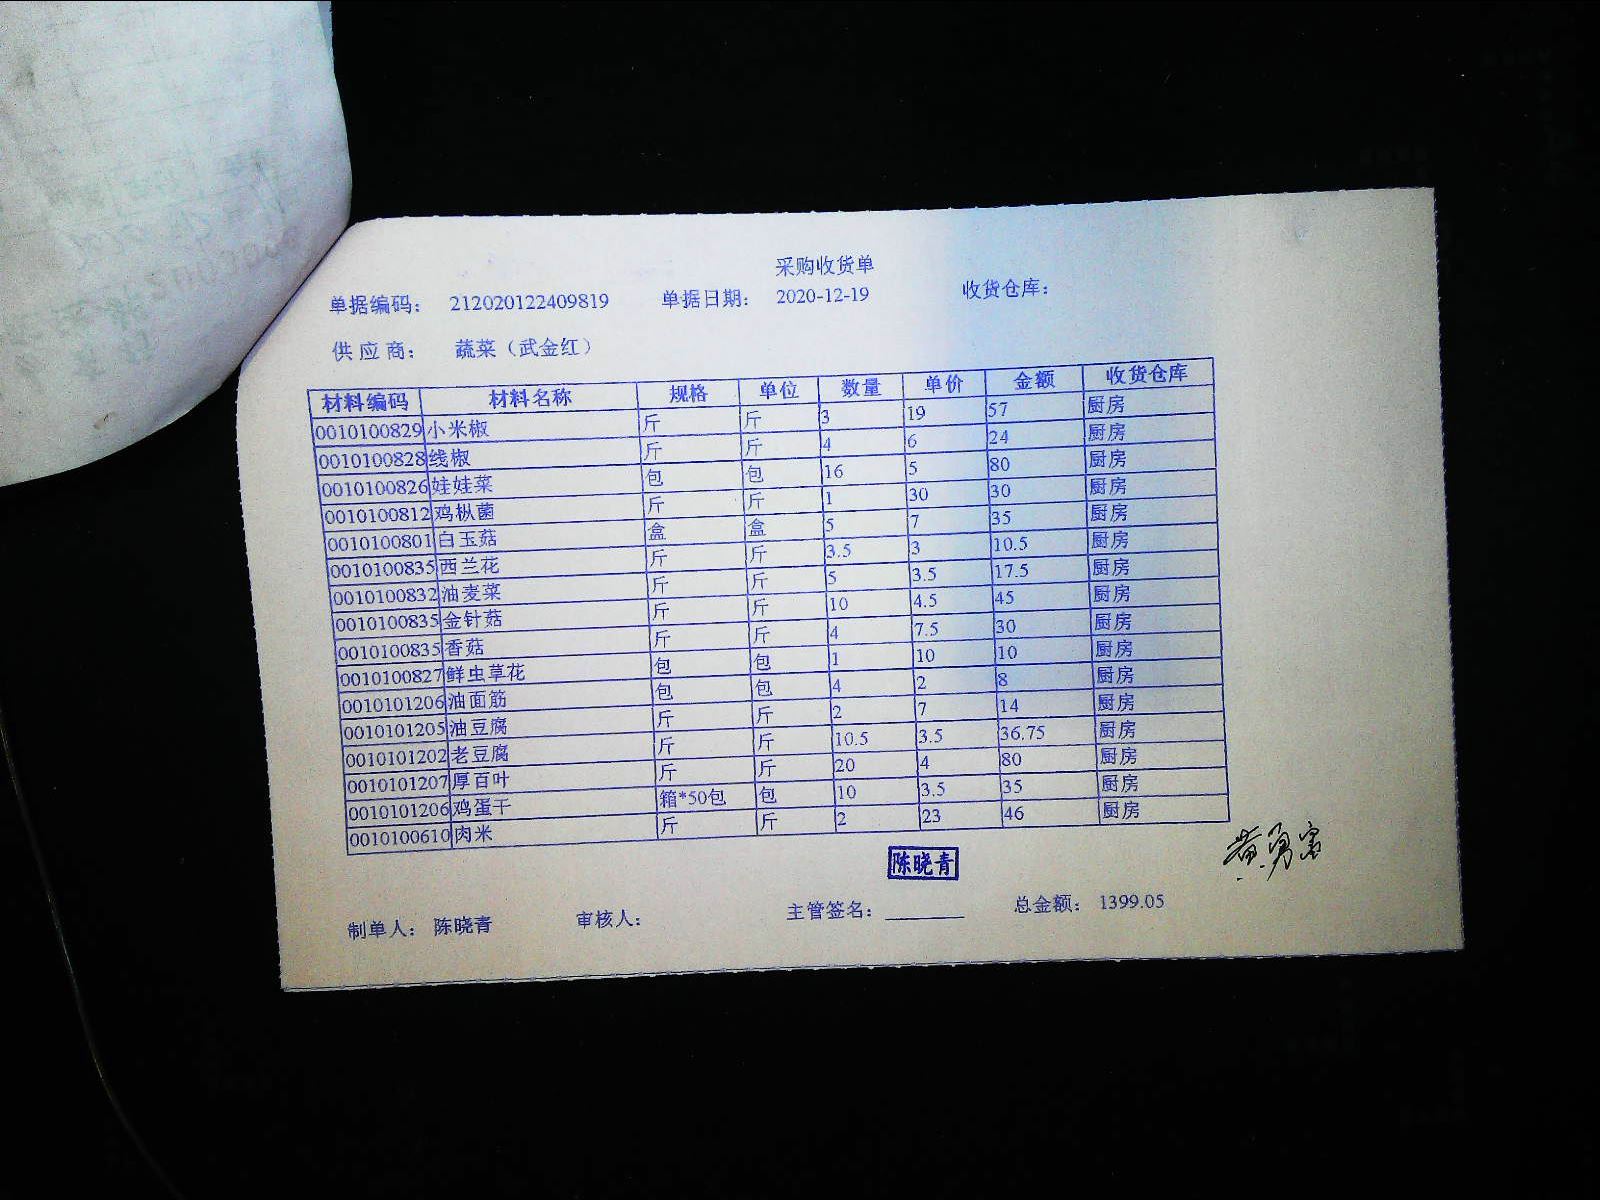 采购收货单
单据编码： 212020122409819 单据日期： 2020-12-19 收货仓库：
供应商： 蔬菜（武金红）
材料编码 材料名称 规格 单位 数量 单价 金额 收货仓库
0010100829 小米椒 斤 斤 3 19 57 厨房
0010100828 线椒 斤 斤 4 6 24 厨房
0010100826 娃娃菜 包 包 16 5 80 厨房
0010100812 鸡枞菌 斤 斤 1 30 30 厨房
0010100801 白玉菇 盒 盒 5 7 35 厨房
0010100835 西兰花 斤 斤 3.5 3 10.5 厨房
0010100832 油麦菜 斤 斤 5 3.5 17.5 厨房
0010100835 金针菇 斤 斤 10 4.5 45 厨房
0010100835 香菇 斤 斤 4 7.5 30 厨房
0010100827 鲜虫草花 包 包 1 10 10 厨房
0010101206 油面筋 包 包 4 2 8 厨房
0010101205 油豆腐 斤 斤 2 7 14 厨房
0010101202 老豆腐 斤 斤 10.5 3.5 36.75 厨房
0010101207 厚百叶 斤 斤 20 4 80 厨房
0010101206 鸡蛋干 箱*50包 包 10 3.5 35 厨房
0010100610 肉米 斤 斤 2 23 46 厨房
陈晓青
制单人： 陈晓青 审核人： 主管签名： 总金额： 1399.05